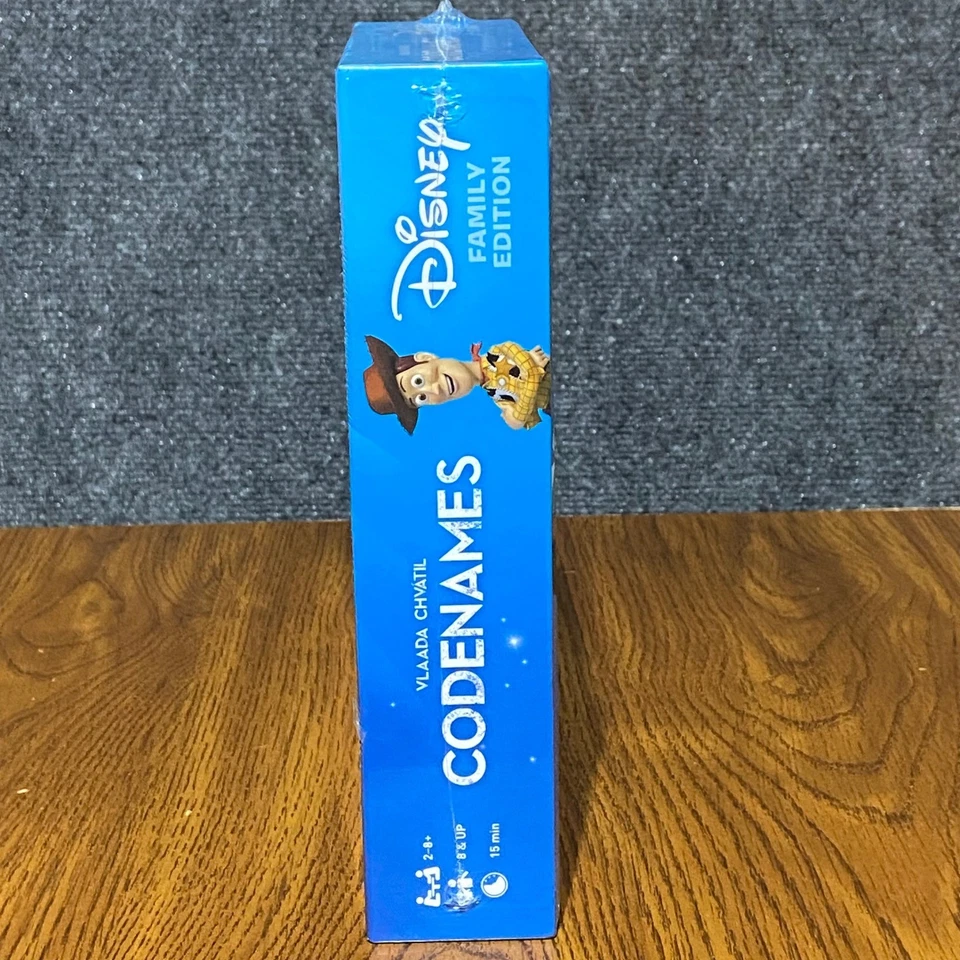 VLAADA CHVÁTIL
CODENAMES
DISNEY
FAMILY
EDITION
2-8+
8 & UP
15 min